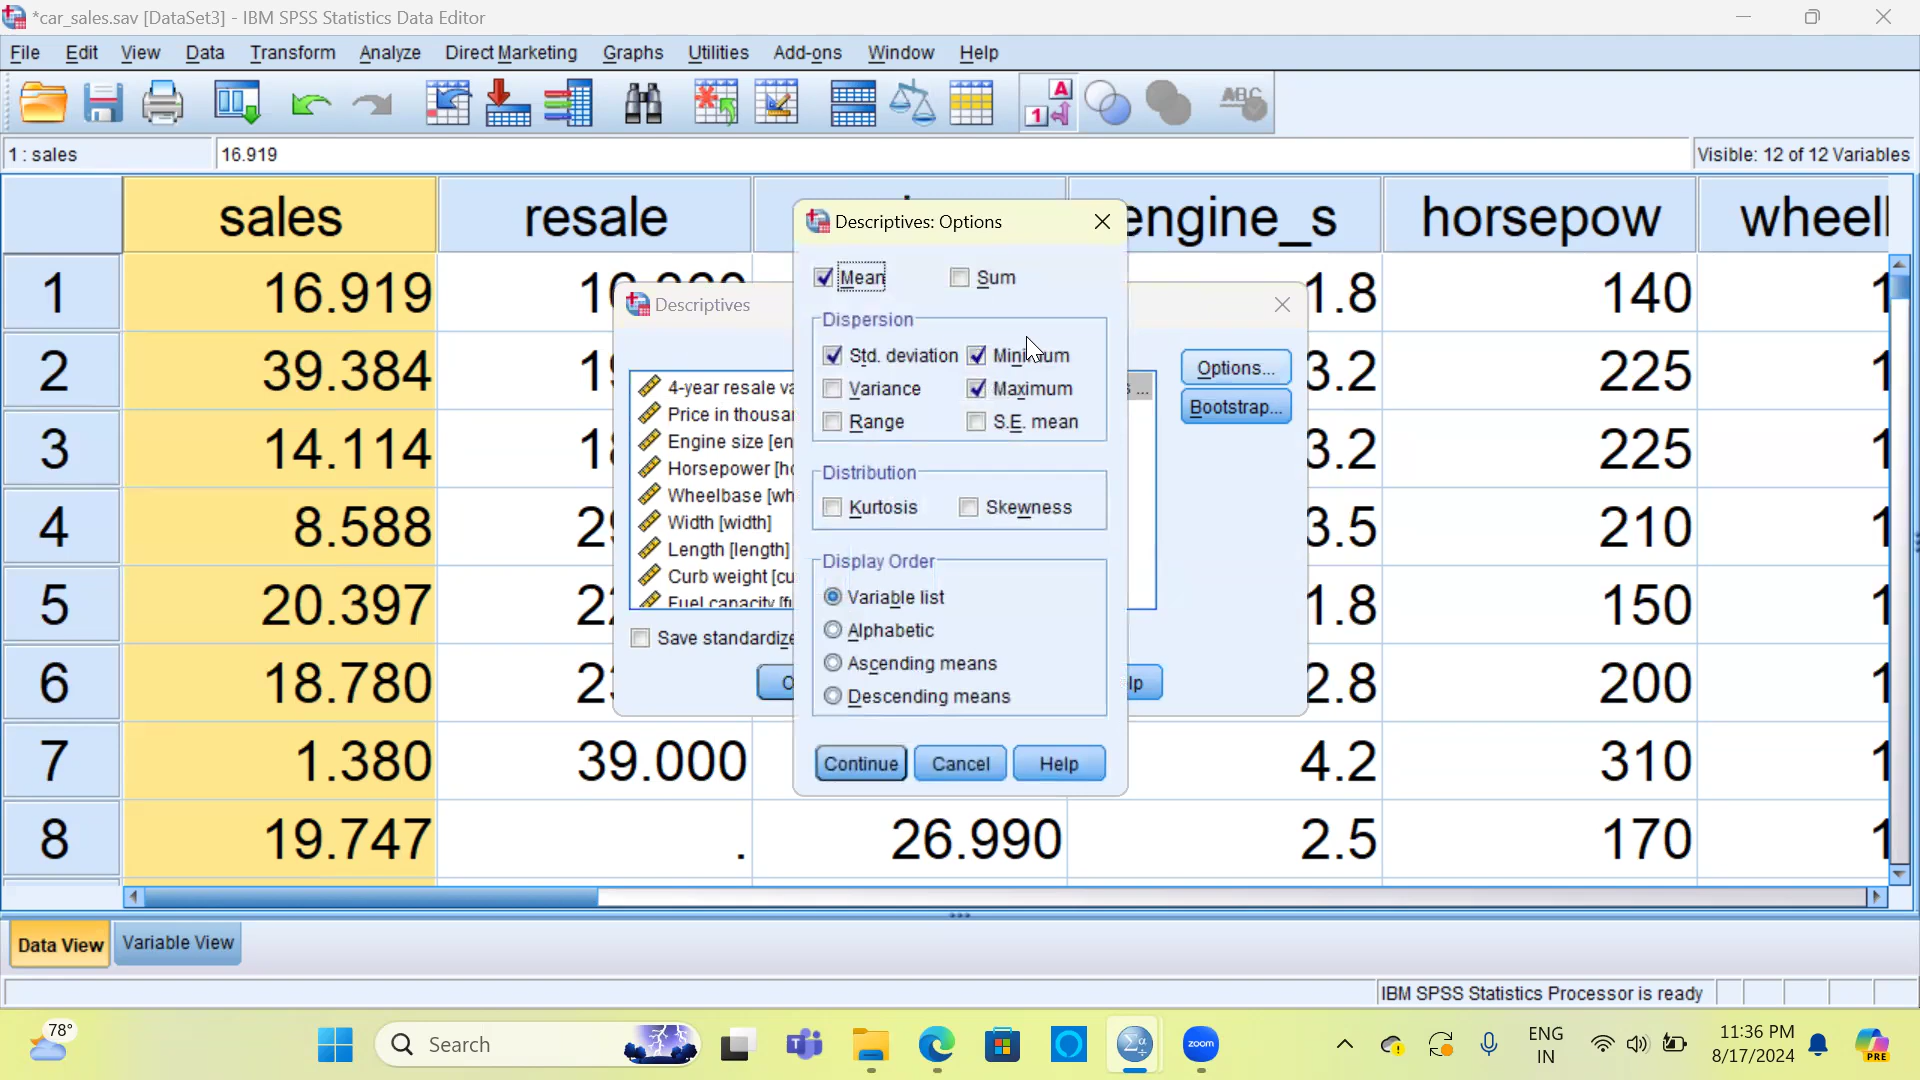 *car_sales.sav [DataSet3] - IBM SPSS Statistics Data Editor
File Edit View Data Transform Analyze Direct Marketing Graphs Utilities Add-ons Window Help
1 : sales 16.919 Visible: 12 of 12 Variables
sales resale engine_s horsepow
1 16.919 1.8 140
2 39.384 3.2 225
3 14.114 3.2 225
4 8.588 3.5 210
5 20.397 1.8 150
6 18.780 2.8 200
7 1.380 39.000 4.2 310
8 19.747 . 26.990 2.5 170
Descriptives
4-year resale
Price in
Engine size
Horsepower
Wheelbase
Width [width]
Length [length]
Curb weight
Fuel capacity
Save
Options...
Bootstrap...
Descriptives: Options
Mean Sum
Dispersion
Std. deviation Minimum
Variance Maximum
Range S.E. mean
Distribution
Kurtosis Skewness
Display Order
Variable list
Alphabetic
Ascending means
Descending means
Continue Cancel Help
Data View Variable View
IBM SPSS Statistics Processor is ready
78°
Search
zoom
ENG
IN
11:36 PM
8/17/2024
PRE